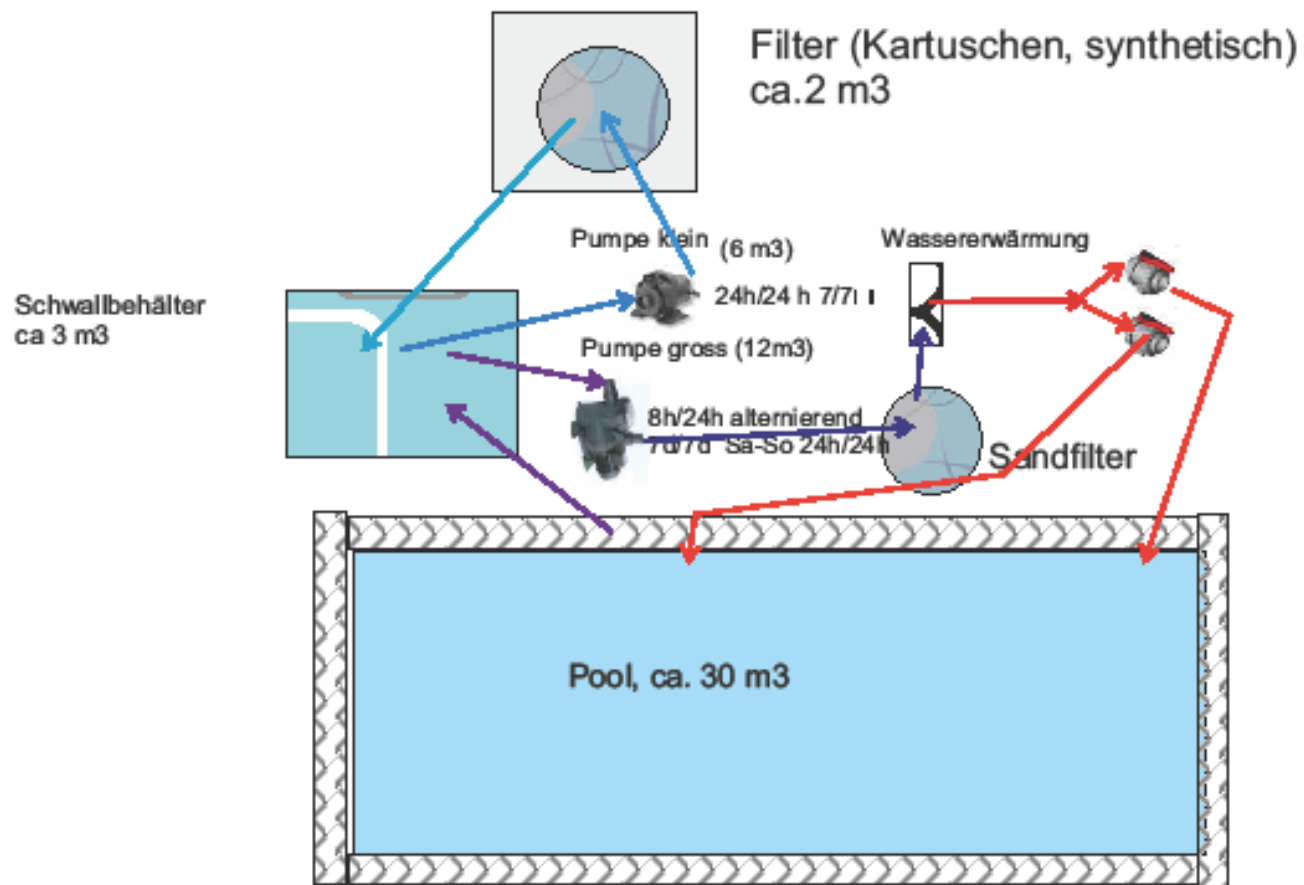 Filter (Kartuschen, synthetisch)
ca.2 m3
Pumpe klein (6 m3)
Wassererwärmung
24h/24 h 7/7
Schwallbehälter
ca 3 m3
Pumpe gross (12m3)
8h/24h alternierend
7d/7d Sa-So 24h/24h
Sandfilter
Pool, ca. 30 m3